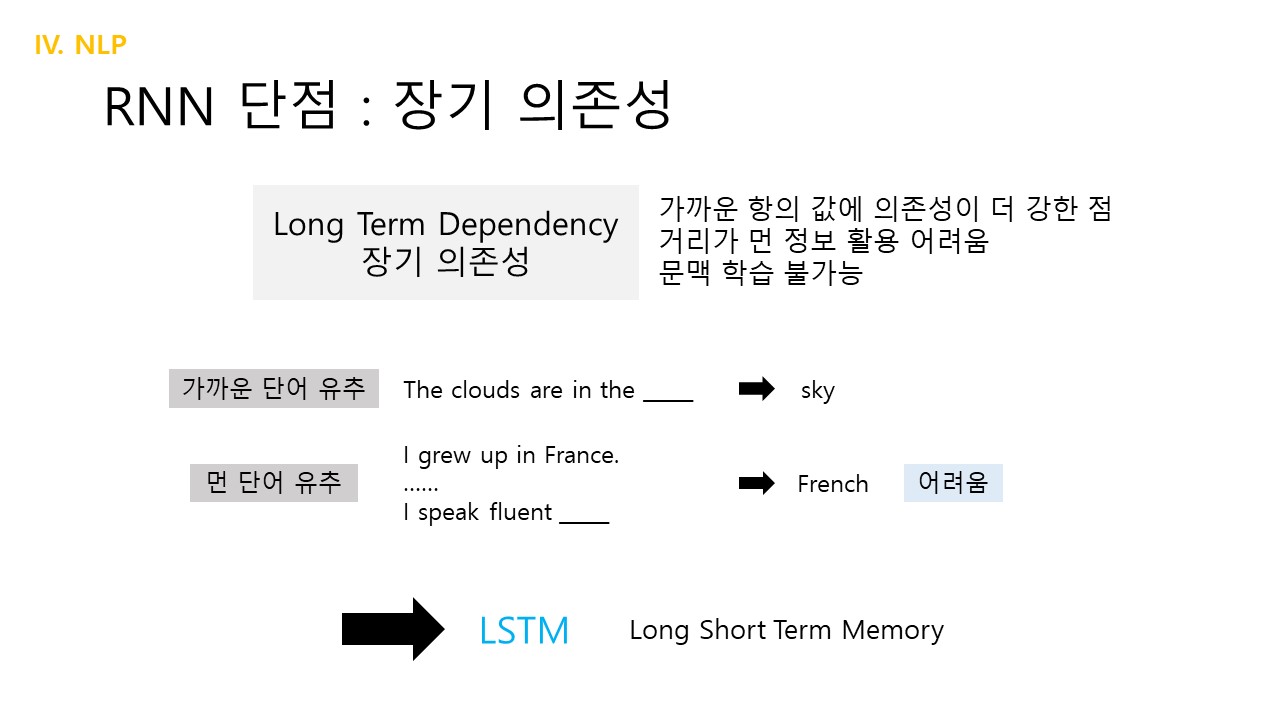 IV. NLP
RNN 단점 : 장기 의존성
Long Term Dependency
장기 의존성
가까운 항의 값에 의존성이 더 강한 점
거리가 먼 정보 활용 어려움
문맥 학습 불가능
가까운 단어 유추
The clouds are in the ____
sky
먼 단어 유추
I grew up in France.
......
I speak fluent ____
French
어려움
LSTM
Long Short Term Memory